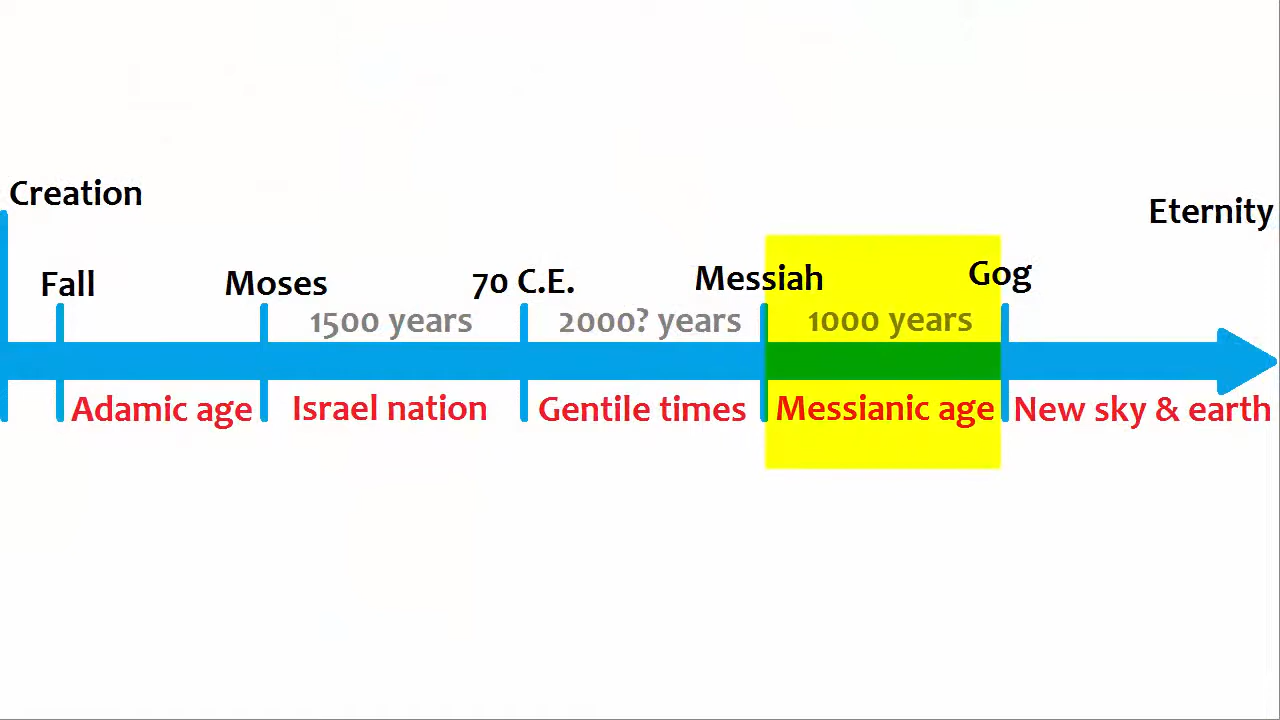 Creation
Eternity
Fall
Moses
70 C.E.
Messiah
Gog
1500 years
2000? years
1000 years
Adamic age
Israel nation
Gentile times
Messianic age
New sky & earth